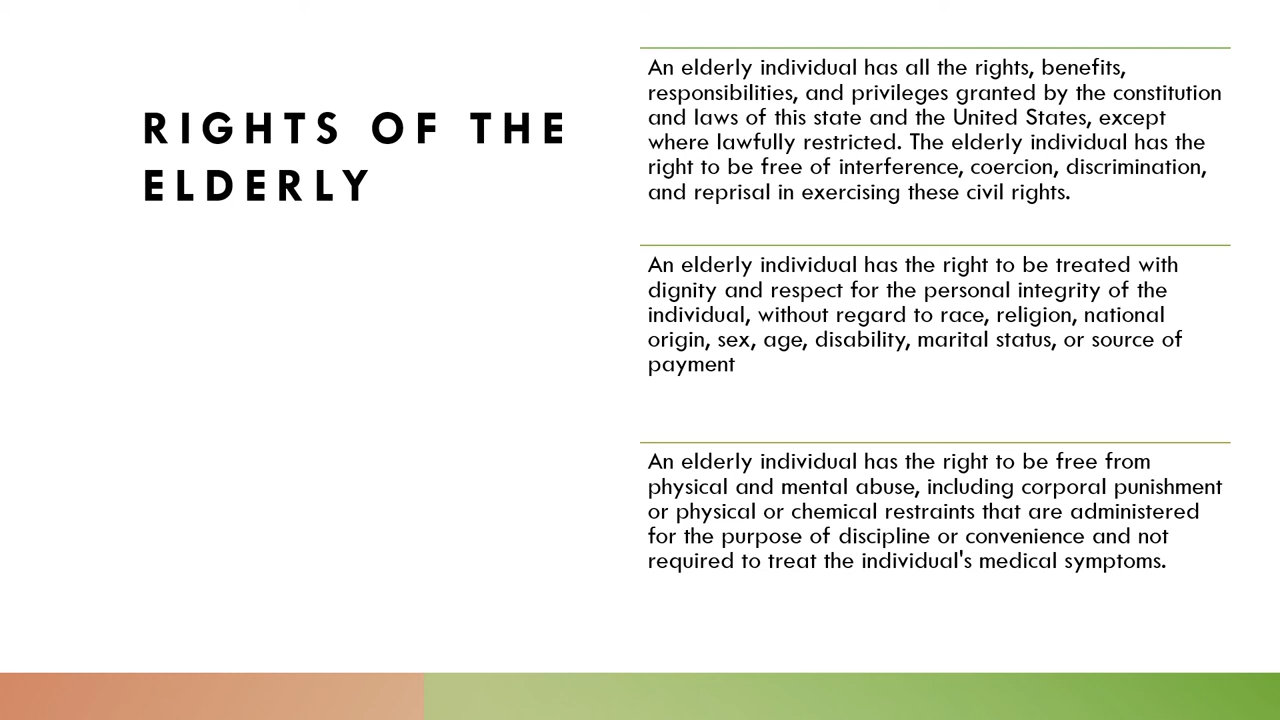 RIGHTS OF THE
ELDERLY
An elderly individual has all the rights, benefits,
responsibilities, and privileges granted by the constitution
and laws of this state and the United States, except
where lawfully restricted. The elderly individual has the
right to be free of interference, coercion, discrimination,
and reprisal in exercising these civil rights.
An elderly individual has the right to be treated with
dignity and respect for the personal integrity of the
individual, without regard to race, religion, national
origin, sex, age, disability, marital status, or source of
payment
An elderly individual has the right to be free from
physical and mental abuse, including corporal punishment
or physical or chemical restraints that are administered
for the purpose of discipline or convenience and not
required to treat the individual's medical symptoms.